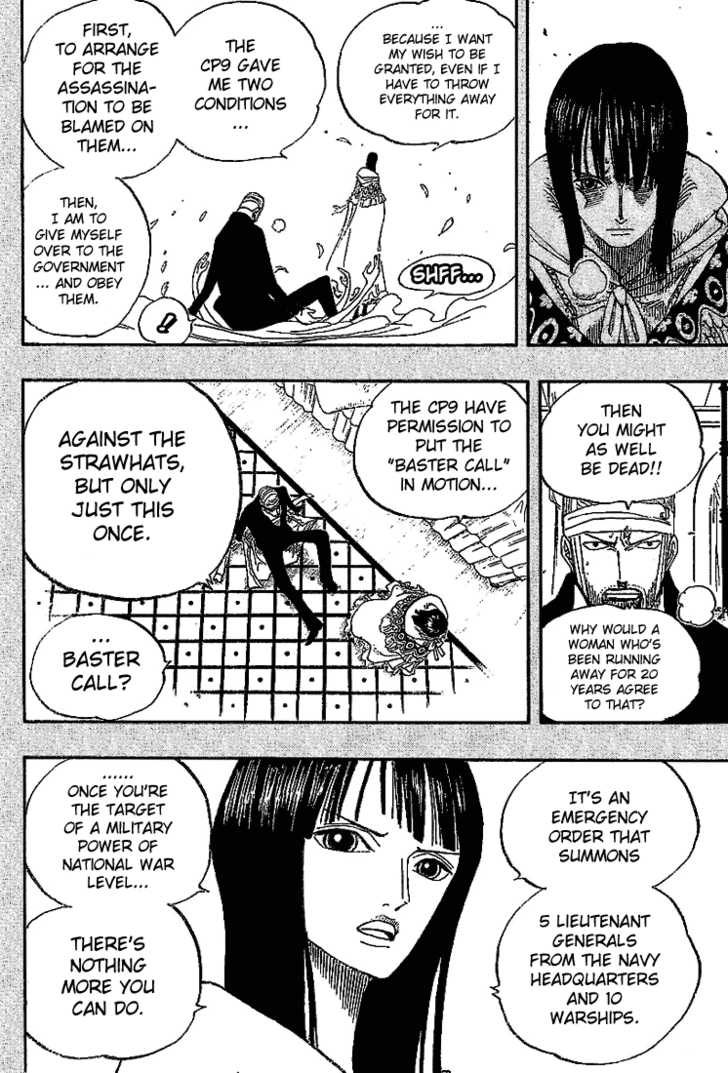 ...
BECAUSE I WANT
MY WISH TO BE
GRANTED, EVEN IF I
HAVE TO THROW
EVERYTHING AWAY
FOR IT.
THE
CP9 GAVE
ME TWO
CONDITIONS
...
FIRST,
TO ARRANGE
FOR THE
ASSASSINA-
TION TO BE
BLAMED ON
THEM...
THEN,
I AM TO
GIVE MYSELF
OVER TO THE
GOVERNMENT
... AND OBEY
THEM.
!
SHFF...
THEN
YOU MIGHT
AS WELL
BE DEAD!!
WHY WOULD A
WOMAN WHO'S
BEEN RUNNING
AWAY FOR 20
YEARS AGREE
TO THAT?
THE CP9 HAVE
PERMISSION TO
PUT THE
"BASTER CALL"
IN MOTION...
AGAINST THE
STRAWHATS,
BUT ONLY
JUST THIS
ONCE.
...
BASTER
CALL?
IT'S AN
EMERGENCY
ORDER THAT
SUMMONS
5 LIEUTENANT
GENERALS
FROM THE NAVY
HEADQUARTERS
AND 10
WARSHIPS.
......
ONCE YOU'RE
THE TARGET
OF A MILITARY
POWER OF
NATIONAL WAR
LEVEL...
THERE'S
NOTHING
MORE YOU
CAN DO.